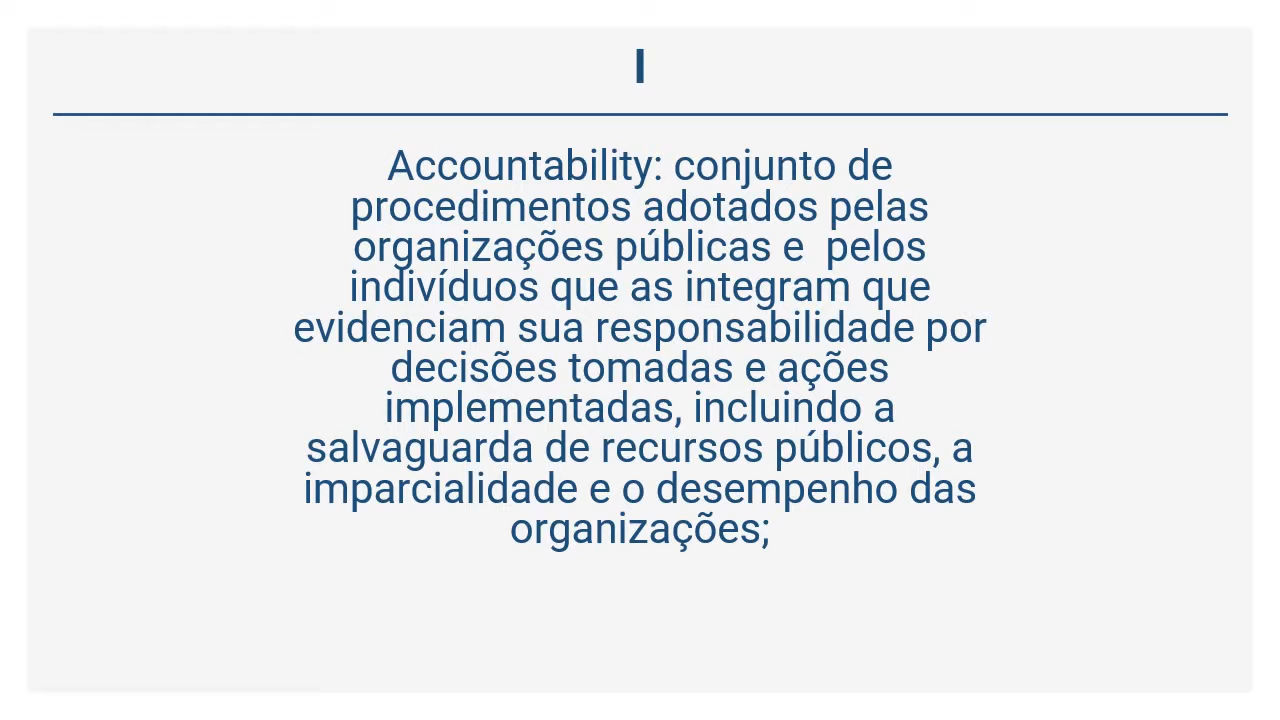 I
Accountability: conjunto de
procedimentos adotados pelas
organizações públicas e  pelos
indivíduos que as integram que
evidenciam sua responsabilidade por
decisões tomadas e ações
implementadas, incluindo a
salvaguarda de recursos públicos, a
imparcialidade e o desempenho das
organizações;